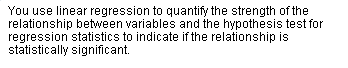 You use linear regression to quantify the strength of the
relationship between variables and the hypothesis test for
regression statistics to indicate if the relationship is
statistically significant.